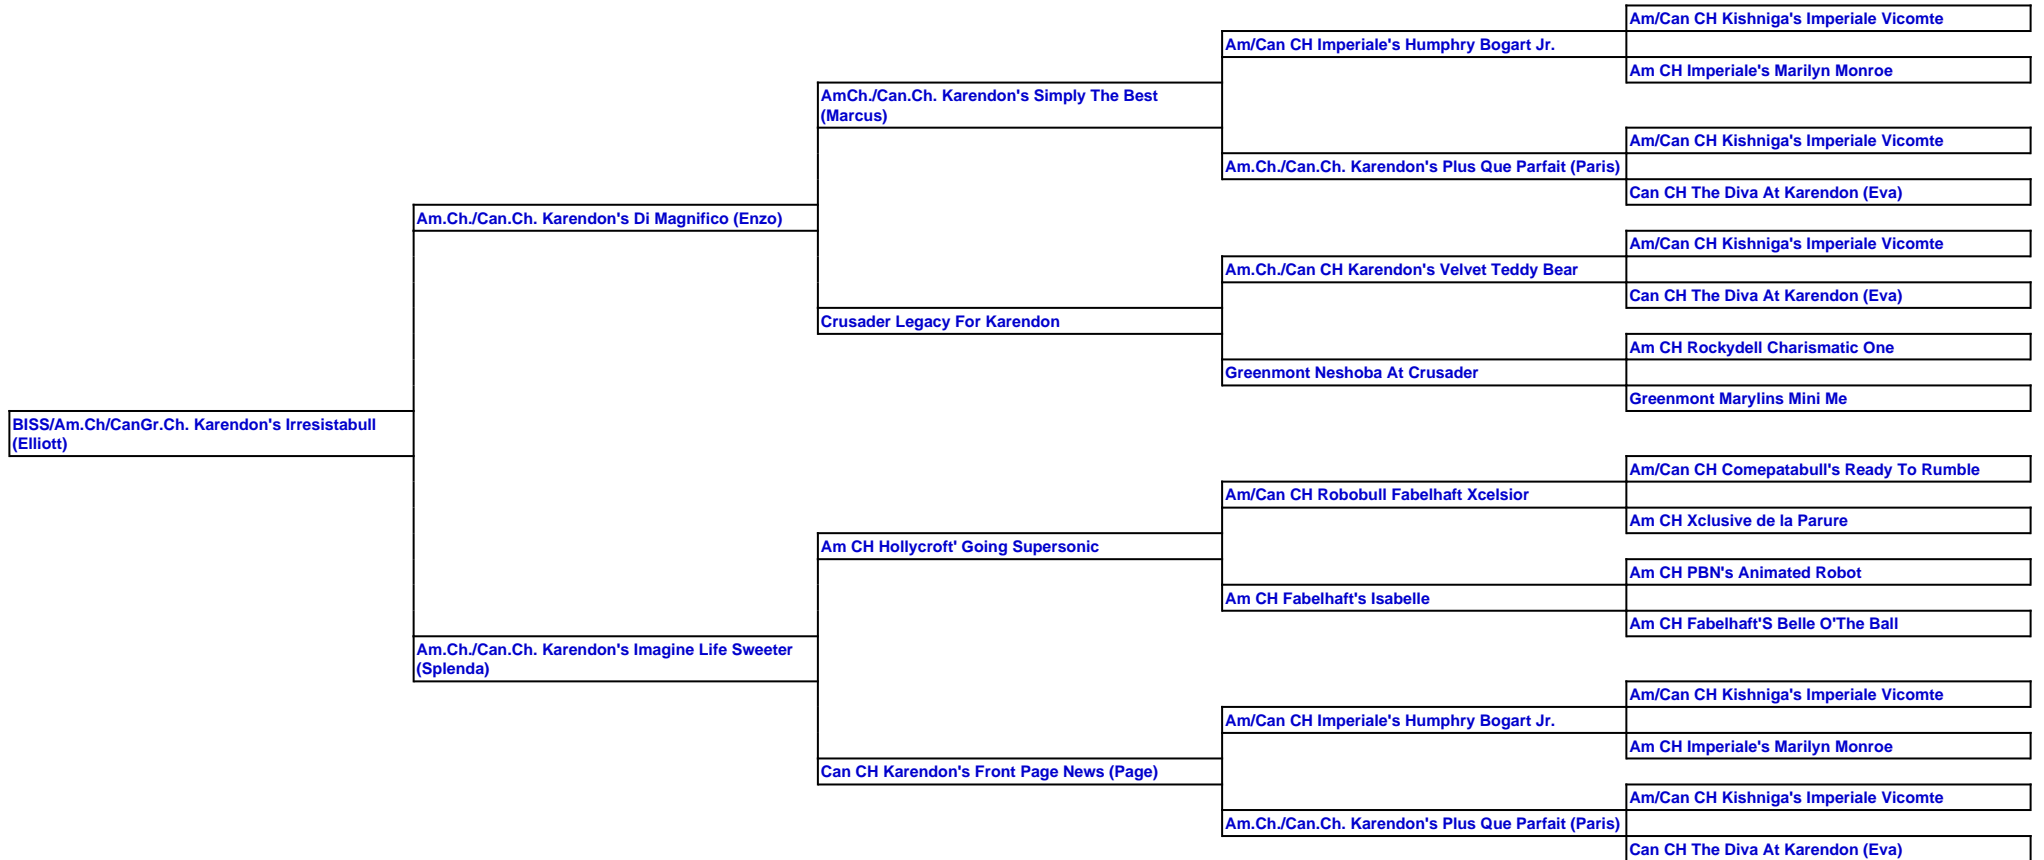 Am/Can CH Kishniga's Imperiale Vicomte
Am/Can CH Imperiale's Humphry Bogart Jr.
Am CH Imperiale's Marilyn Monroe
AmCh./Can.Ch. Karendon's Simply The Best
(Marcus)
Am/Can CH Kishniga's Imperiale Vicomte
Am.Ch./Can.Ch. Karendon's Plus Que Parfait (Paris)
Can CH The Diva At Karendon (Eva)
Am.Ch./Can.Ch. Karendon's Di Magnifico (Enzo)
Am/Can CH Kishniga's Imperiale Vicomte
Am.Ch./Can CH Karendon's Velvet Teddy Bear
Can CH The Diva At Karendon (Eva)
Crusader Legacy For Karendon
Am CH Rockydell Charismatic One
Greenmont Neshoba At Crusader
Greenmont Marylins Mini Me
BISS/Am.Ch/CanGr.Ch. Karendon's Irresistabull
(Elliott)
Am/Can CH Comepatabull's Ready To Rumble
Am/Can CH Robobull Fabelhaft Xcelsior
Am CH Xclusive de la Parure
Am CH Hollycroft' Going Supersonic
Am CH PBN's Animated Robot
Am CH Fabelhaft's Isabelle
Am CH Fabelhaft'S Belle O'The Ball
Am.Ch./Can.Ch. Karendon's Imagine Life Sweeter
(Splenda)
Am/Can CH Kishniga's Imperiale Vicomte
Am/Can CH Imperiale's Humphry Bogart Jr.
Am CH Imperiale's Marilyn Monroe
Can CH Karendon's Front Page News (Page)
Am/Can CH Kishniga's Imperiale Vicomte
Am.Ch./Can.Ch. Karendon's Plus Que Parfait (Paris)
Can CH The Diva At Karendon (Eva)